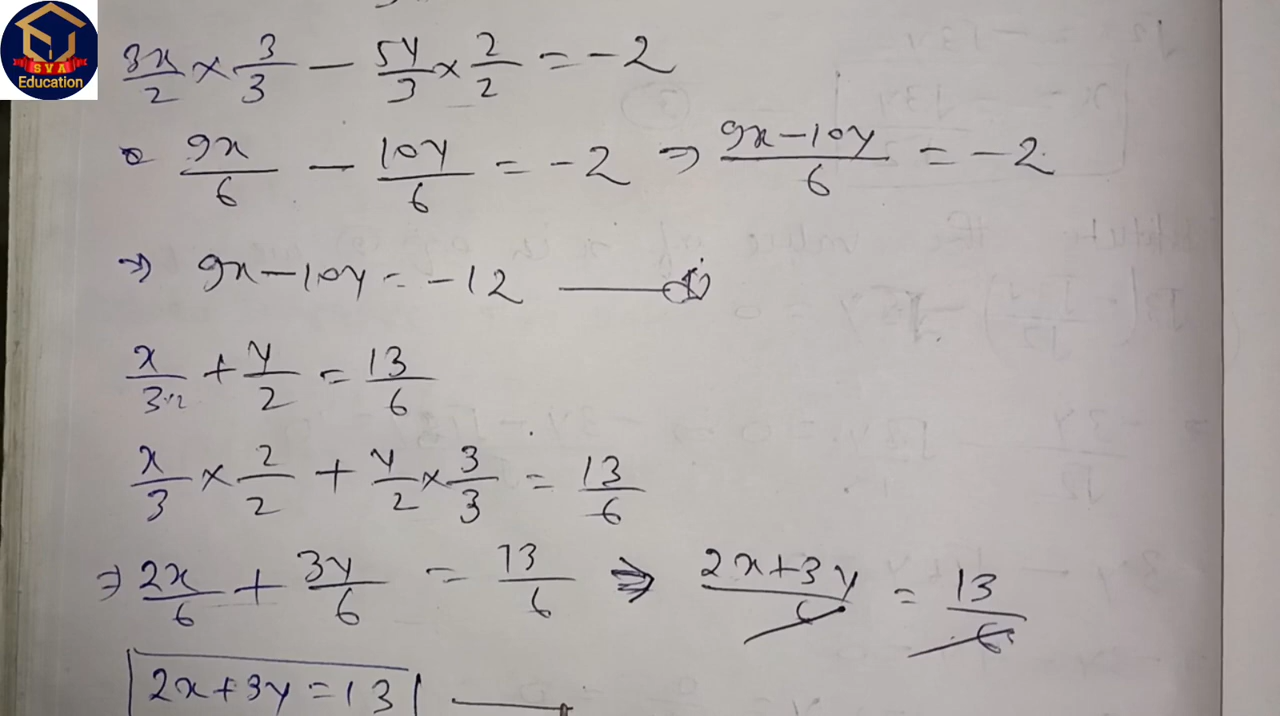 SVA
Education
3x/2 × 3/3 − 5y/3 × 2/2 = −2
9x/6 − 10y/6 = −2 ⇒ (9x−10y)/6 = −2
⇒ 9x−10y = −12
x/3 + y/2 = 13/6
x/3 × 2/2 + y/2 × 3/3 = 13/6
⇒ 2x/6 + 3y/6 = 13/6 ⇒ (2x+3y)/6 = 13/6
2x+3y = 13